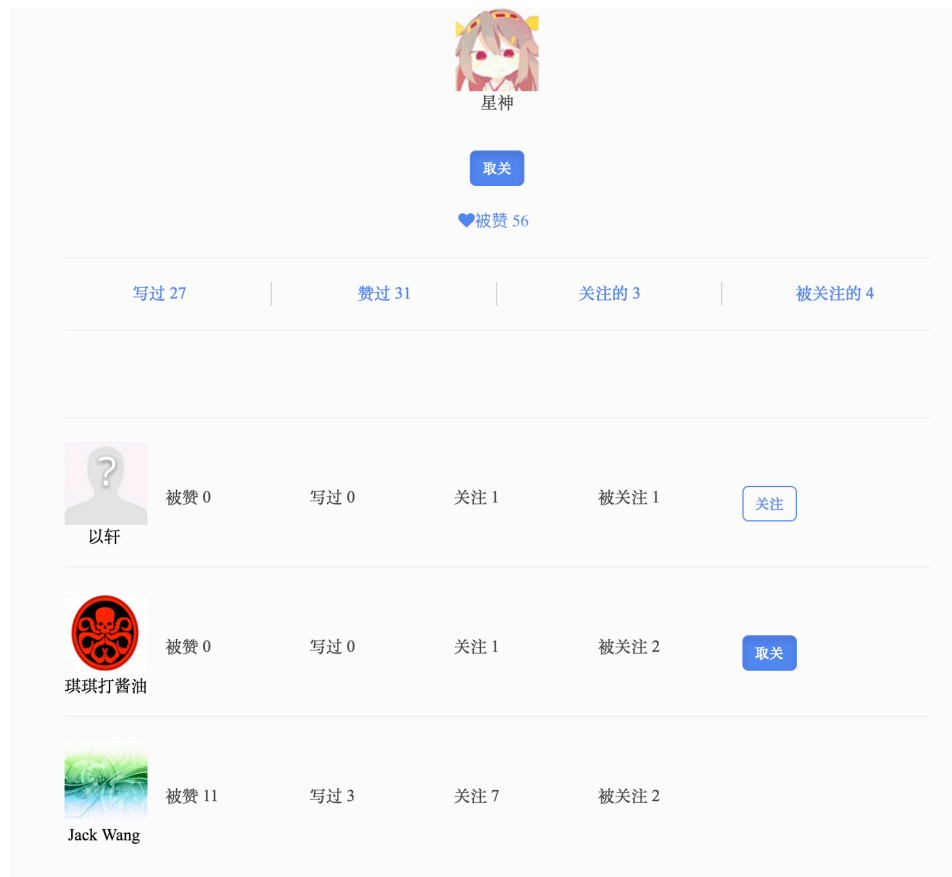 星神
取关
被赞 56
写过 27 赞过 31 关注的 3 被关注的 4
被赞 0 写过 0 关注 1 被关注 1 关注
以轩
被赞 0 写过 0 关注 1 被关注 2 取关
琪琪打酱油
被赞 11 写过 3 关注 7 被关注 2
Jack Wang